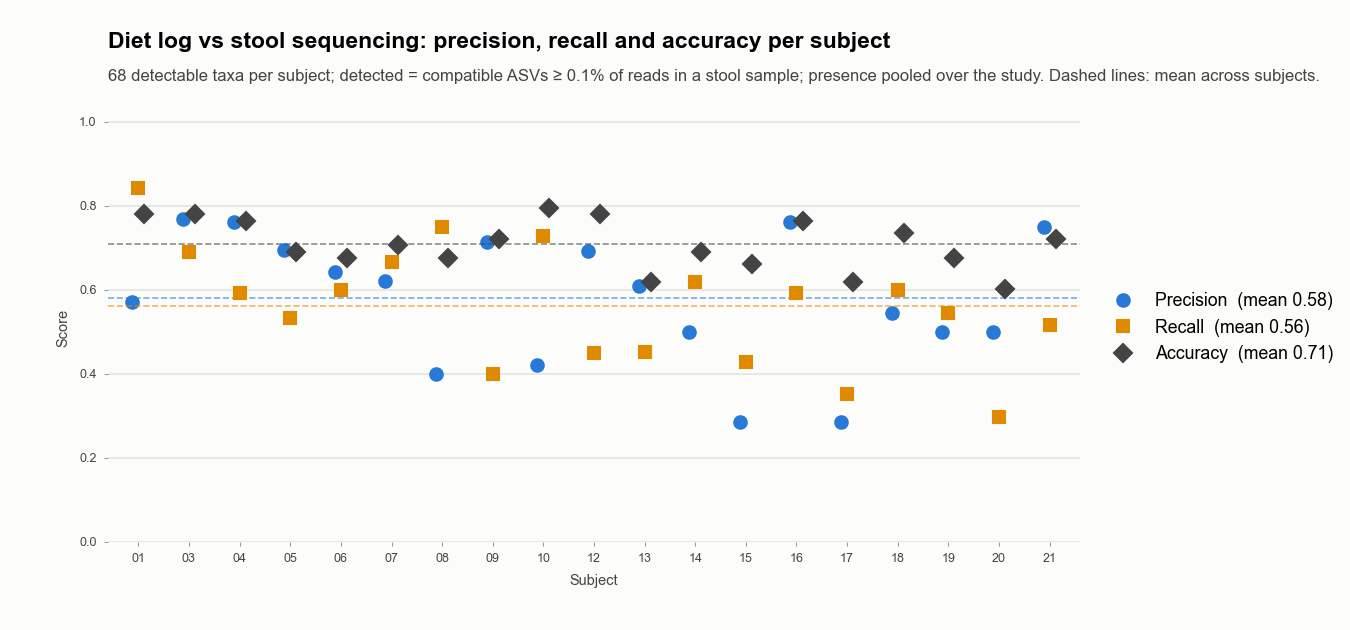 Diet log vs stool sequencing: precision, recall and accuracy per subject
68 detectable taxa per subject; detected = compatible ASVs ≥ 0.1% of reads in a stool sample; presence pooled over the study. Dashed lines: mean across subjects.
1.0
0.8
0.6
0.4
0.2
0.0
Score
01 03 04 05 06 07 08 09 10 12 13 14 15 16 17 18 19 20 21
Subject
Precision (mean 0.58)
Recall (mean 0.56)
Accuracy (mean 0.71)